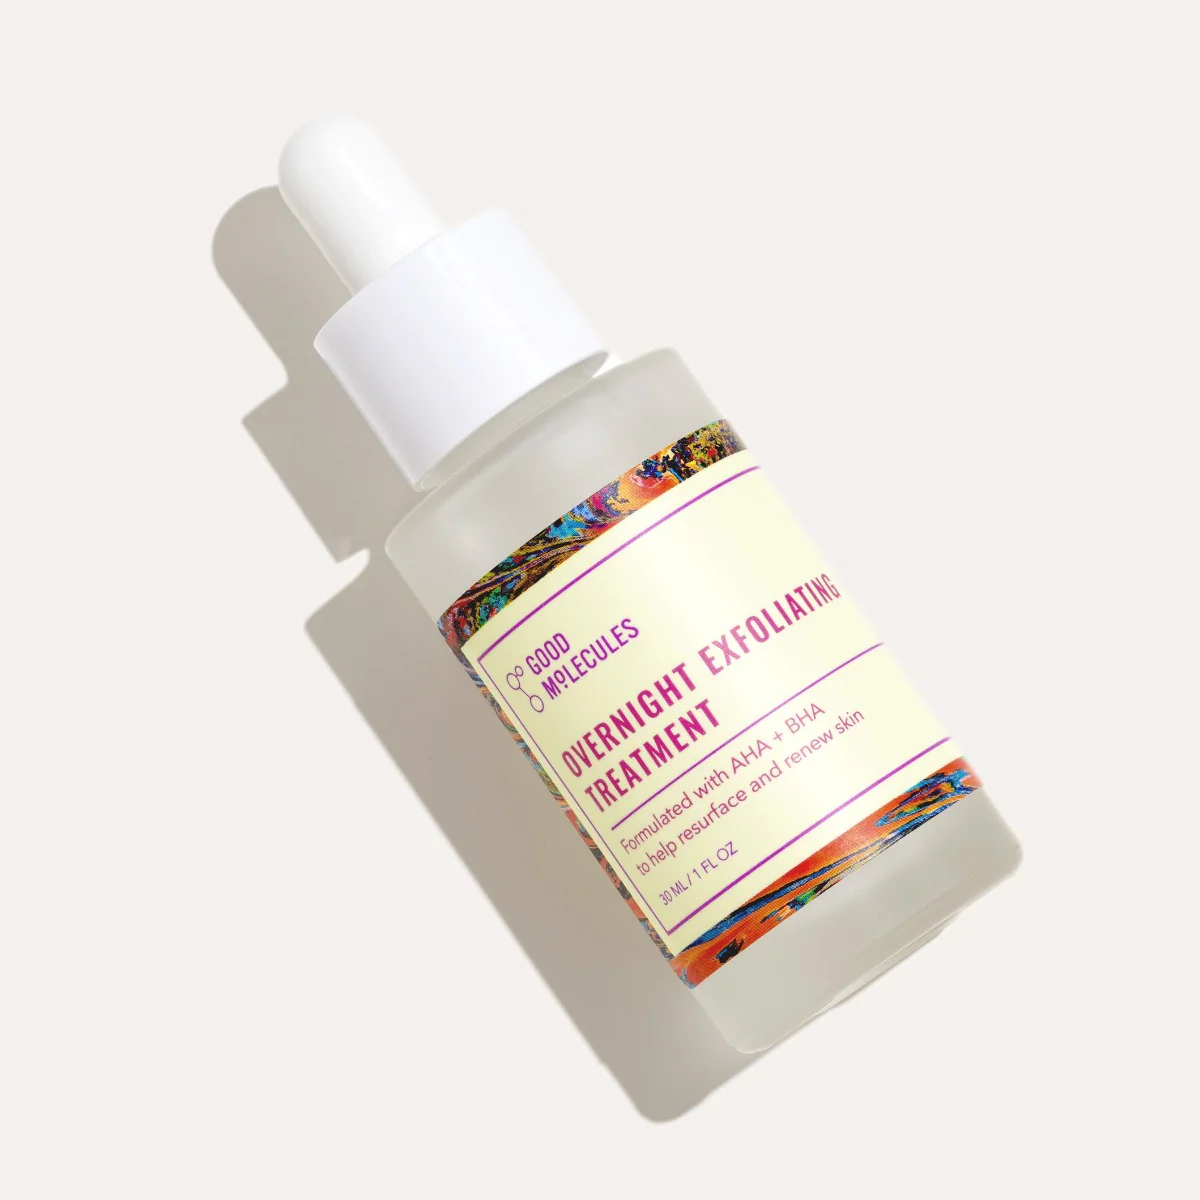 GOOD
MOLECULES
OVERNIGHT EXFOLIATING
TREATMENT
Formulated with AHA + BHA
to help resurface and renew skin
30 ML / 1 FL OZ